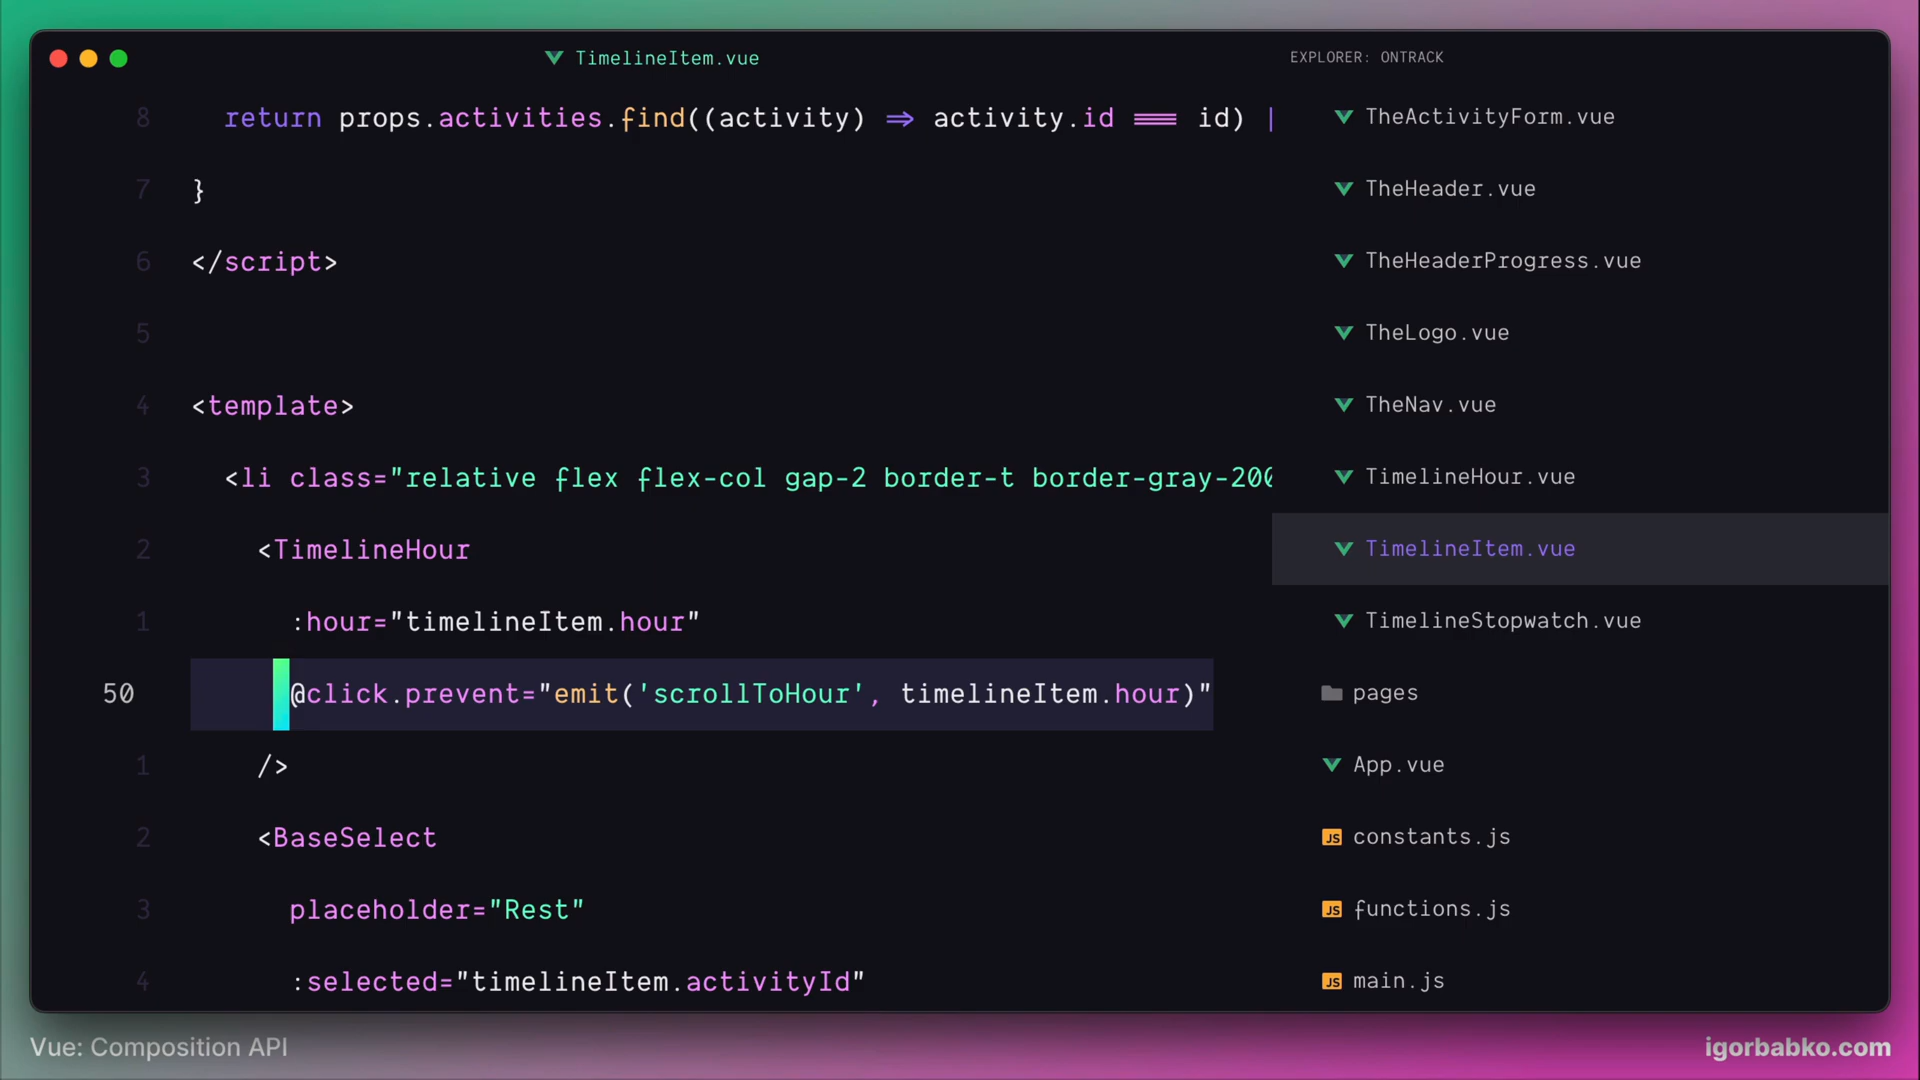 TimelineItem.vue
8 return props.activities.find((activity) => activity.id === id) |
7 }
6 </script>
5
4 <template>
3 <li class="relative flex flex-col gap-2 border-t border-gray-200
2 <TimelineHour
1 :hour="timelineItem.hour"
50 @click.prevent="emit('scrollToHour', timelineItem.hour)"
1 />
2 <BaseSelect
3 placeholder="Rest"
4 :selected="timelineItem.activityId"
EXPLORER: ONTRACK
TheActivityForm.vue
TheHeader.vue
TheHeaderProgress.vue
TheLogo.vue
TheNav.vue
TimelineHour.vue
TimelineItem.vue
TimelineStopwatch.vue
pages
App.vue
JS constants.js
JS functions.js
JS main.js
Vue: Composition API
igorbabko.com